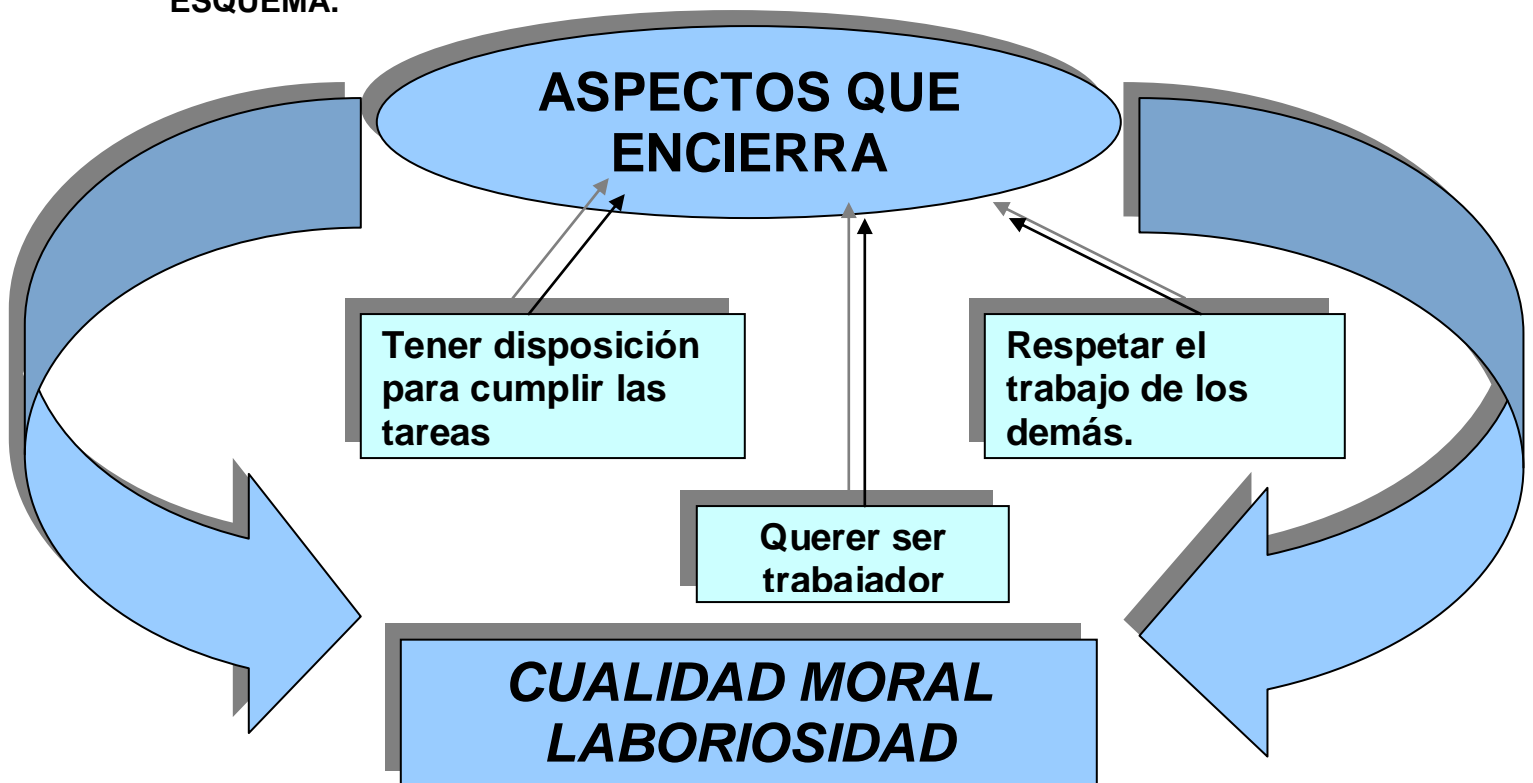 ESQUEMA.
ASPECTOS QUE
ENCIERRA
Tener disposición
para cumplir las
tareas
Respetar el
trabajo de los
demás.
Querer ser
trabajador
CUALIDAD MORAL
LABORIOSIDAD